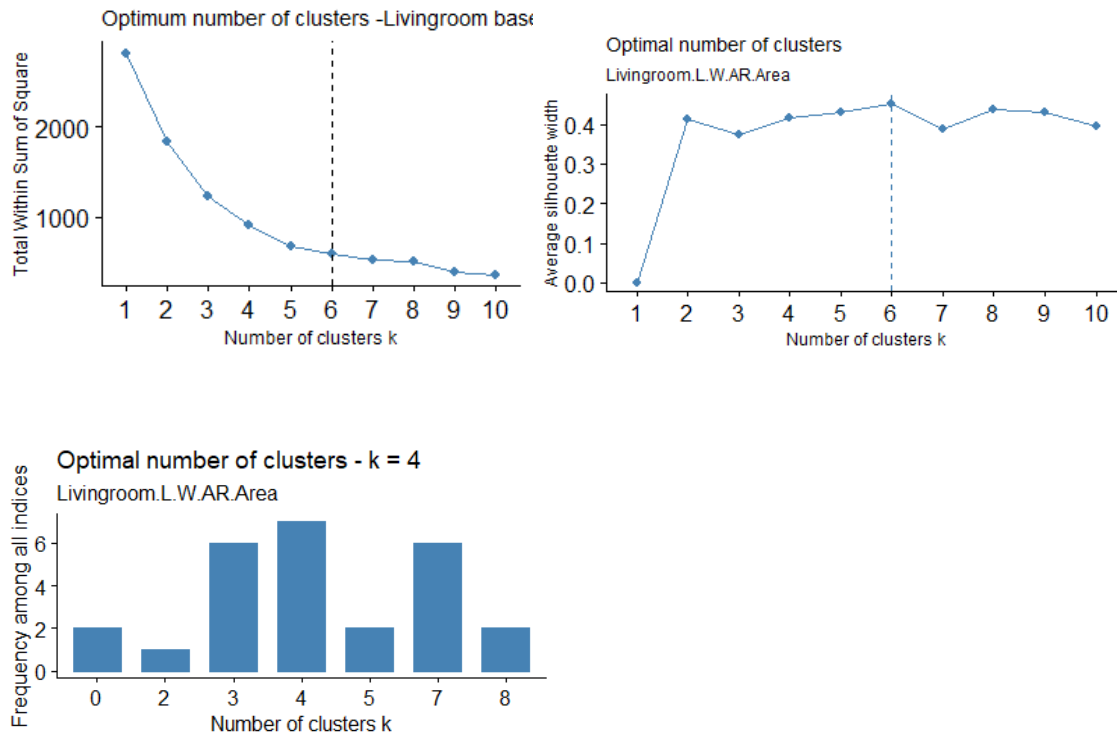 Optimum number of clusters -Livingroom base
Total Within Sum of Square
2000
1000
1 2 3 4 5 6 7 8 9 10
Number of clusters k
Optimal number of clusters
Livingroom.L.W.AR.Area
Average silhouette width
0.4
0.3
0.2
0.1
0.0
1 2 3 4 5 6 7 8 9 10
Number of clusters k
Optimal number of clusters - k = 4
Livingroom.L.W.AR.Area
Frequency among all indices
6
4
2
0
0 2 3 4 5 7 8
Number of clusters k